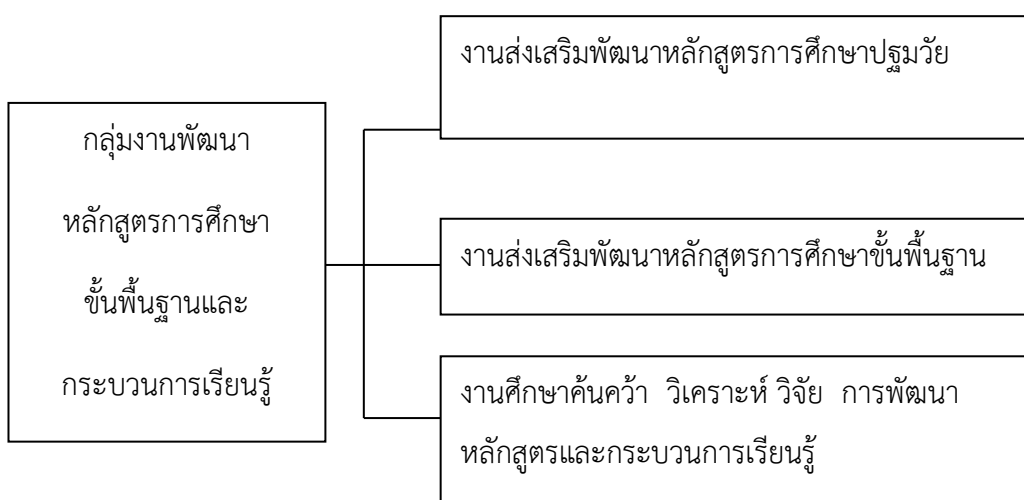 กลุ่มงานพัฒนา
หลักสูตรการศึกษา
ขั้นพื้นฐานและ
กระบวนการเรียนรู้
งานส่งเสริมพัฒนาหลักสูตรการศึกษาปฐมวัย
งานส่งเสริมพัฒนาหลักสูตรการศึกษาขั้นพื้นฐาน
งานศึกษาค้นคว้า วิเคราะห์ วิจัย การพัฒนา
หลักสูตรและกระบวนการเรียนรู้